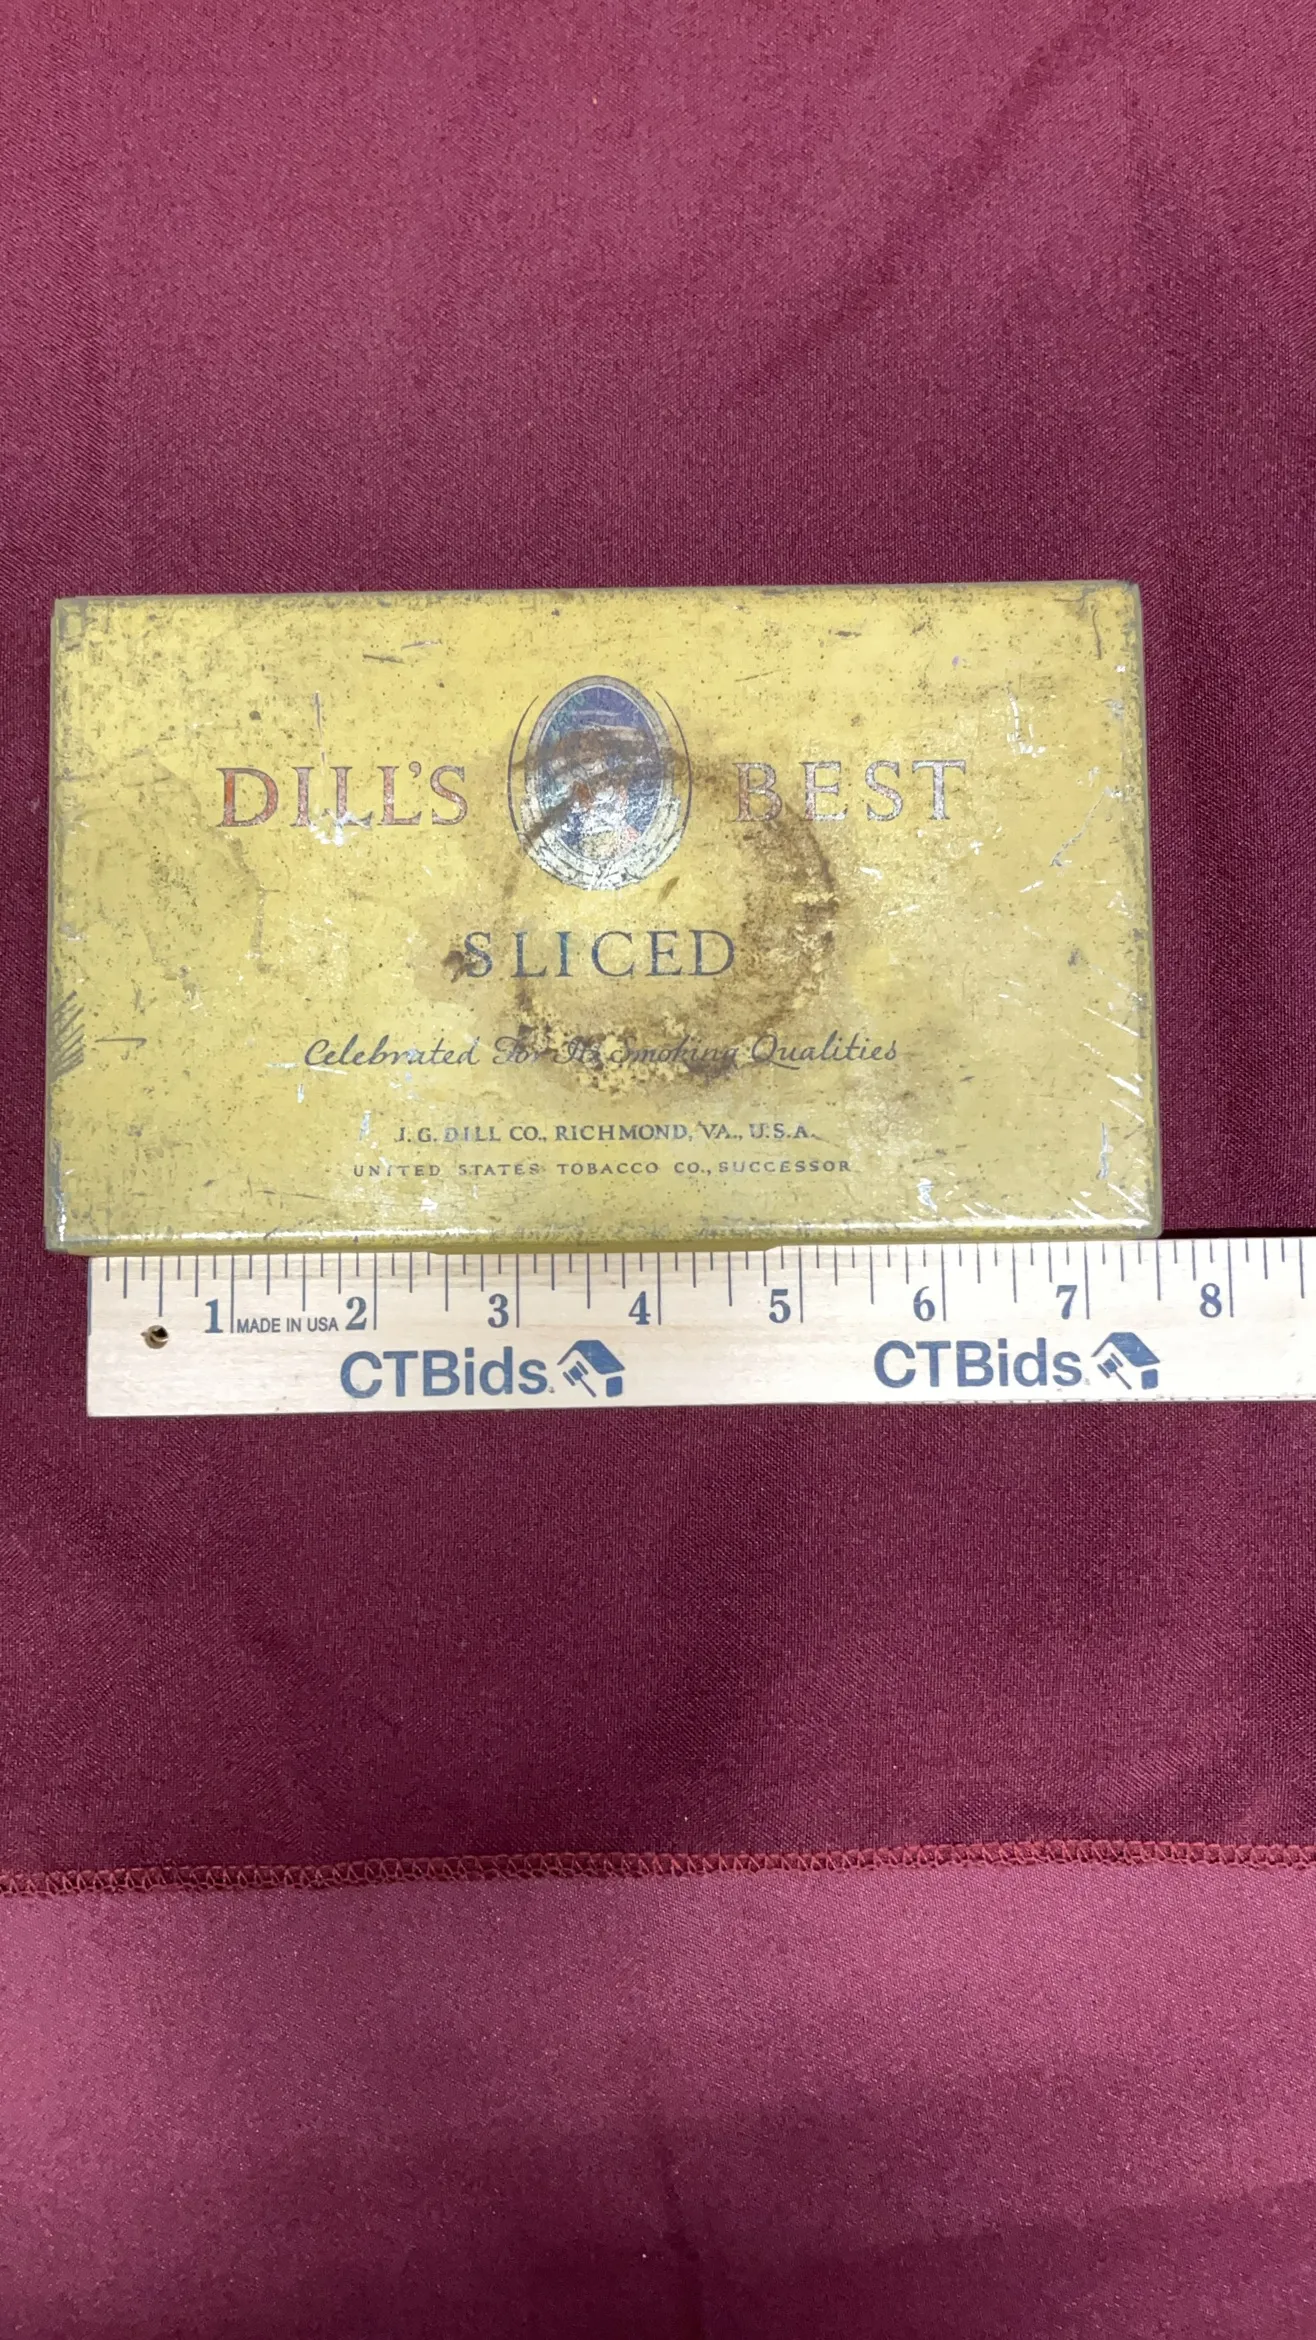 DILL'S BEST
SLICED
Celebrated For Its Smoking Qualities
J. G. DILL CO., RICHMOND, VA., U.S.A.
UNITED STATES TOBACCO CO., SUCCESSOR
1 MADE IN USA 2 3 4 5 6 7 8
CTBids. CTBids.